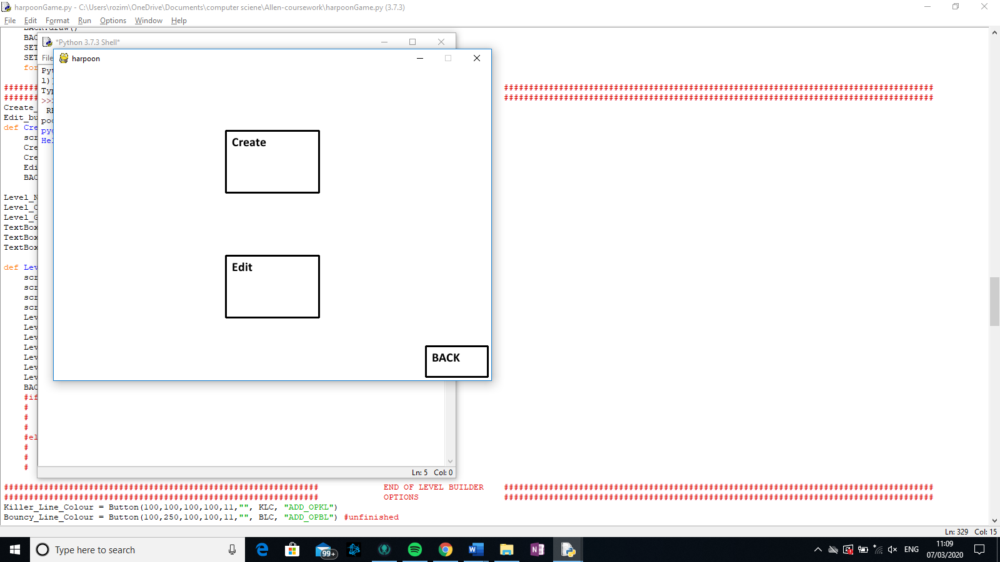 harpoonGame.py - C:\Users\rozim\OneDrive\Documents\computer sciene\Allen-coursework\harpoonGame.py (3.7.3)
File Edit Format Run Options Window Help
BACK.draw()
BAC
SET
SET
for
*Python 3.7.3 Shell*
File
Pyt
l)]
Typ
>>>
RE
poo
pyg
Hel
harpoon
Create
Edit
BACK
Ln: 5 Col: 0
######################################################################################
######################################################################################
Create_
Edit_bu
def Cre
scr
Cre
Cre
Edi
BAC
Level_N
Level_C
Level_G
TextBox
TextBox
TextBox
def Lev
scr
scr
scr
scr
Lev
Lev
Lev
Lev
Lev
Lev
Lev
BAC
#if
#
#
#
#el
#
#
#
############################################################### END OF LEVEL BUILDER ######################################################################################
############################################################### OPTIONS ######################################################################################
Killer_Line_Colour = Button(100,100,100,100,11,"", KLC, "ADD_OPKL")
Bouncy_Line_Colour = Button(100,250,100,100,11,"", BLC, "ADD_OPBL") #unfinished
Ln: 329 Col: 15
Type here to search
99+
ENG
11:09
07/03/2020